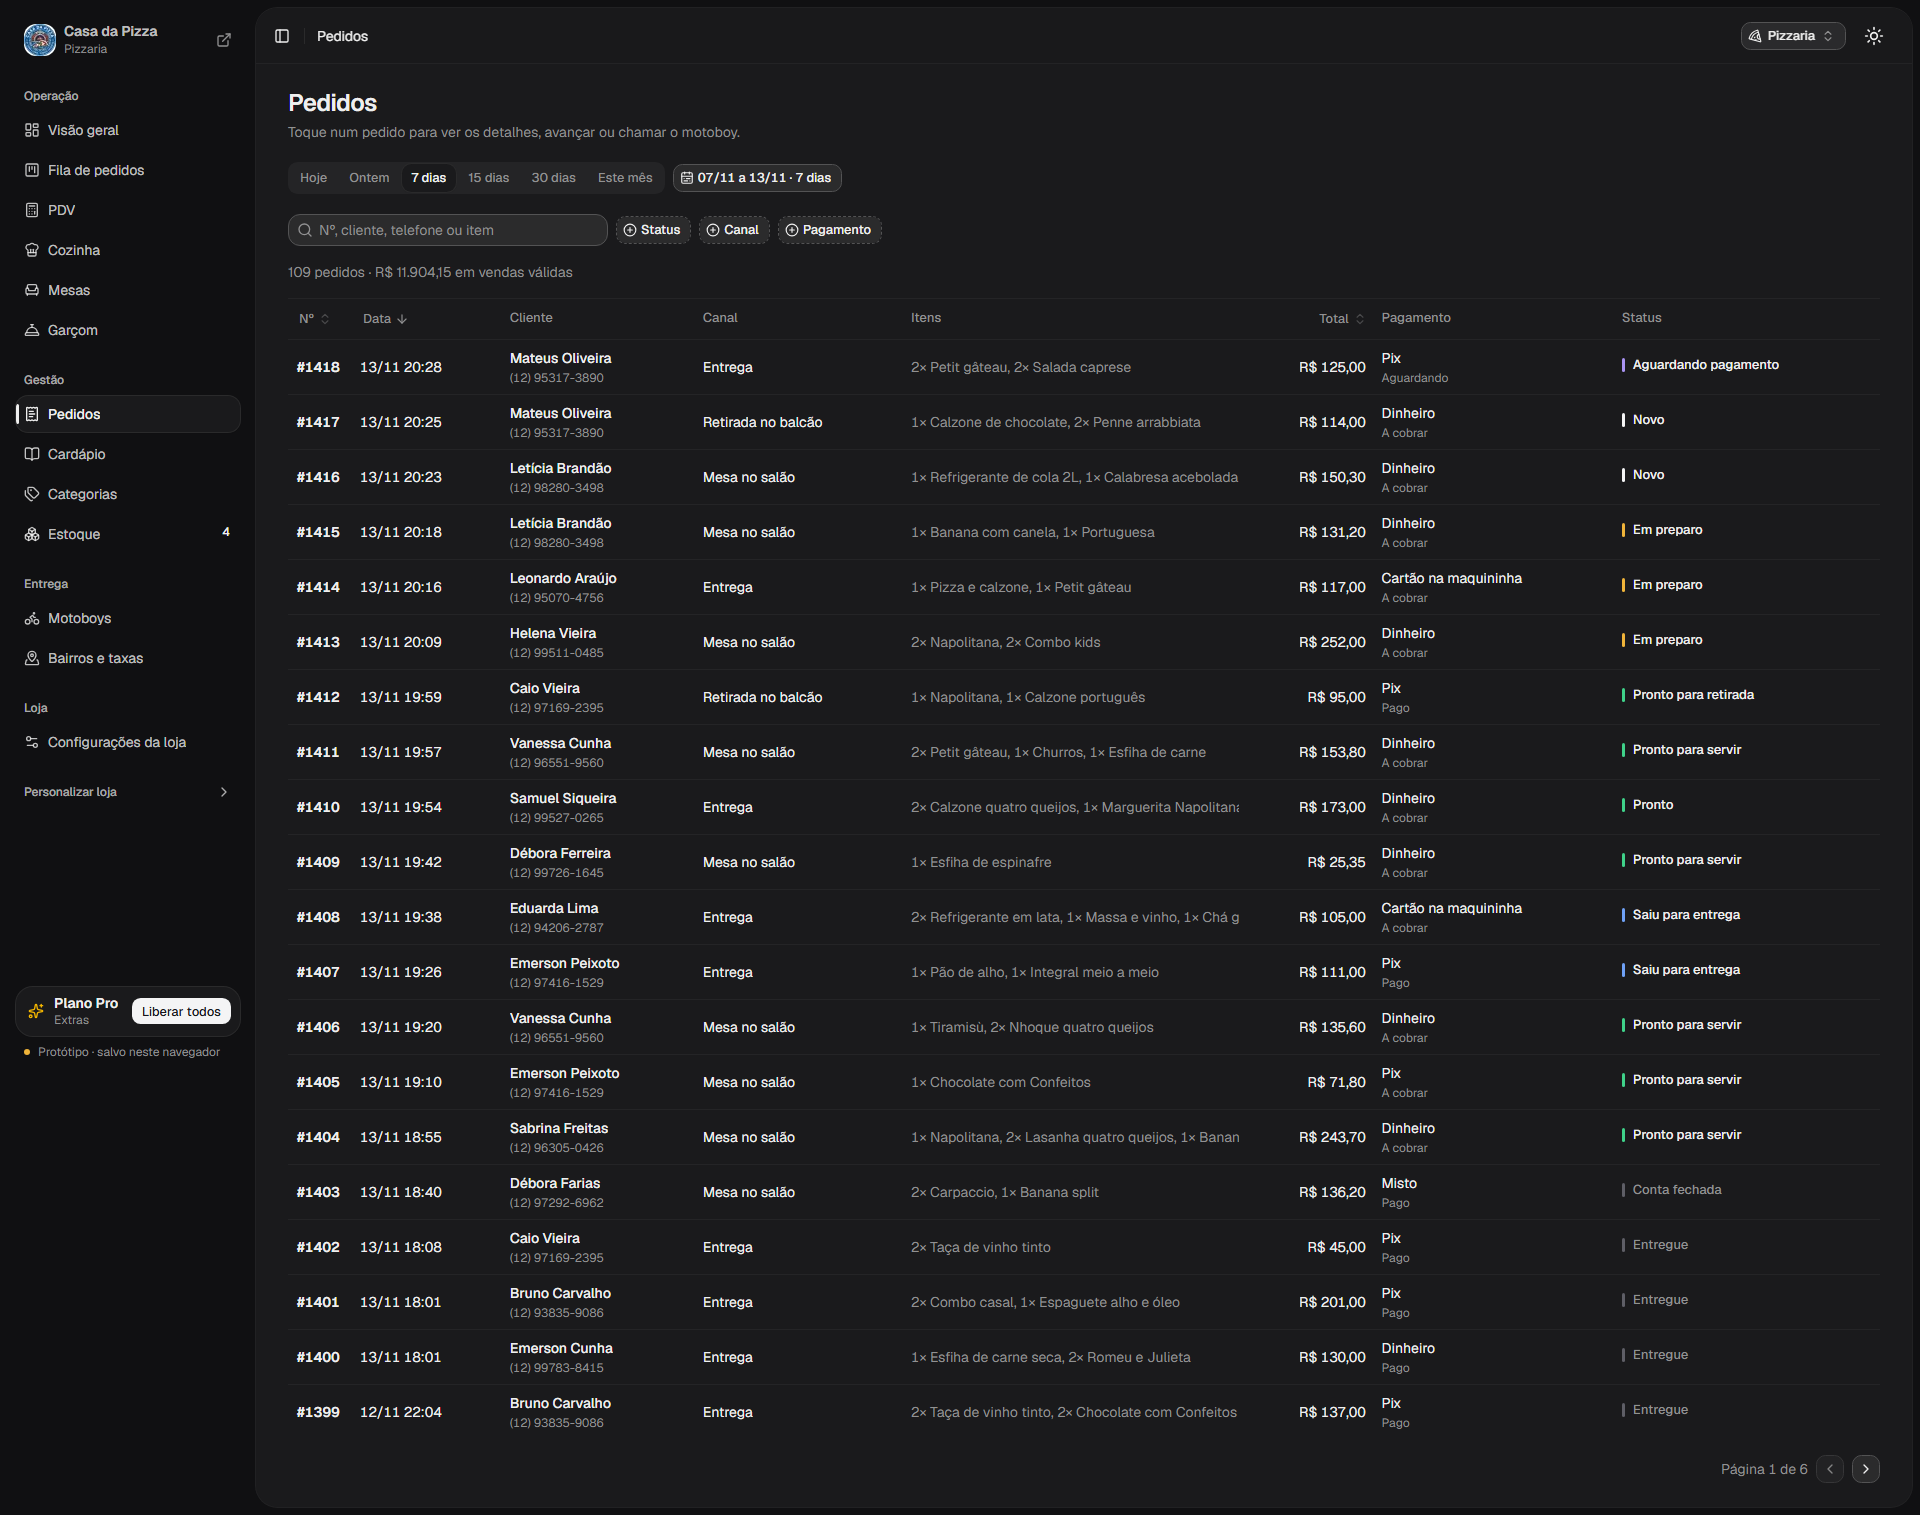 Casa da Pizza
Pizzaria
Operação
Visão geral
Fila de pedidos
PDV
Cozinha
Mesas
Garçom
Gestão
Pedidos
Cardápio
Categorias
Estoque 4
Entrega
Motoboys
Bairros e taxas
Loja
Configurações da loja
Personalizar loja
Plano Pro
Extras
Liberar todos
Protótipo · salvo neste navegador
Pedidos
Pizzaria
Pedidos
Toque num pedido para ver os detalhes, avançar ou chamar o motoboy.
Hoje Ontem 7 dias 15 dias 30 dias Este mês 07/11 a 13/11 · 7 dias
Nº, cliente, telefone ou item Status Canal Pagamento
109 pedidos · R$ 11.904,15 em vendas válidas
Nº Data Cliente Canal Itens Total Pagamento Status
#1418 13/11 20:28 Mateus Oliveira (12) 95317-3890 Entrega 2× Petit gâteau, 2× Salada caprese R$ 125,00 Pix Aguardando Aguardando pagamento
#1417 13/11 20:25 Mateus Oliveira (12) 95317-3890 Retirada no balcão 1× Calzone de chocolate, 2× Penne arrabbiata R$ 114,00 Dinheiro A cobrar Novo
#1416 13/11 20:23 Letícia Brandão (12) 98280-3498 Mesa no salão 1× Refrigerante de cola 2L, 1× Calabresa acebolada R$ 150,30 Dinheiro A cobrar Novo
#1415 13/11 20:18 Letícia Brandão (12) 98280-3498 Mesa no salão 1× Banana com canela, 1× Portuguesa R$ 131,20 Dinheiro A cobrar Em preparo
#1414 13/11 20:16 Leonardo Araújo (12) 95070-4756 Entrega 1× Pizza e calzone, 1× Petit gâteau R$ 117,00 Cartão na maquininha A cobrar Em preparo
#1413 13/11 20:09 Helena Vieira (12) 99511-0485 Mesa no salão 2× Napolitana, 2× Combo kids R$ 252,00 Dinheiro A cobrar Em preparo
#1412 13/11 19:59 Caio Vieira (12) 97169-2395 Retirada no balcão 1× Napolitana, 1× Calzone português R$ 95,00 Pix Pago Pronto para retirada
#1411 13/11 19:57 Vanessa Cunha (12) 96551-9560 Mesa no salão 2× Petit gâteau, 1× Churros, 1× Esfiha de carne R$ 153,80 Dinheiro A cobrar Pronto para servir
#1410 13/11 19:54 Samuel Siqueira (12) 99527-0265 Entrega 2× Calzone quatro queijos, 1× Marguerita Napolitana R$ 173,00 Dinheiro A cobrar Pronto
#1409 13/11 19:42 Débora Ferreira (12) 99726-1645 Mesa no salão 1× Esfiha de espinafre R$ 25,35 Dinheiro A cobrar Pronto para servir
#1408 13/11 19:38 Eduarda Lima (12) 94206-2787 Entrega 2× Refrigerante em lata, 1× Massa e vinho, 1× Chá g R$ 105,00 Cartão na maquininha A cobrar Saiu para entrega
#1407 13/11 19:26 Emerson Peixoto (12) 97416-1529 Entrega 1× Pão de alho, 1× Integral meio a meio R$ 111,00 Pix Pago Saiu para entrega
#1406 13/11 19:20 Vanessa Cunha (12) 96551-9560 Mesa no salão 1× Tiramisù, 2× Nhoque quatro queijos R$ 135,60 Dinheiro A cobrar Pronto para servir
#1405 13/11 19:10 Emerson Peixoto (12) 97416-1529 Mesa no salão 1× Chocolate com Confeitos R$ 71,80 Pix A cobrar Pronto para servir
#1404 13/11 18:55 Sabrina Freitas (12) 96305-0426 Mesa no salão 1× Napolitana, 2× Lasanha quatro queijos, 1× Banan R$ 243,70 Dinheiro A cobrar Pronto para servir
#1403 13/11 18:40 Débora Farias (12) 97292-6962 Mesa no salão 2× Carpaccio, 1× Banana split R$ 136,20 Misto Pago Conta fechada
#1402 13/11 18:08 Caio Vieira (12) 97169-2395 Entrega 2× Taça de vinho tinto R$ 45,00 Pix Pago Entregue
#1401 13/11 18:01 Bruno Carvalho (12) 93835-9086 Entrega 2× Combo casal, 1× Espaguete alho e óleo R$ 201,00 Pix Pago Entregue
#1400 13/11 18:01 Emerson Cunha (12) 99783-8415 Entrega 1× Esfiha de carne seca, 2× Romeu e Julieta R$ 130,00 Dinheiro Pago Entregue
#1399 12/11 22:04 Bruno Carvalho (12) 93835-9086 Entrega 2× Taça de vinho tinto, 2× Chocolate com Confeitos R$ 137,00 Pix Pago Entregue
Página 1 de 6